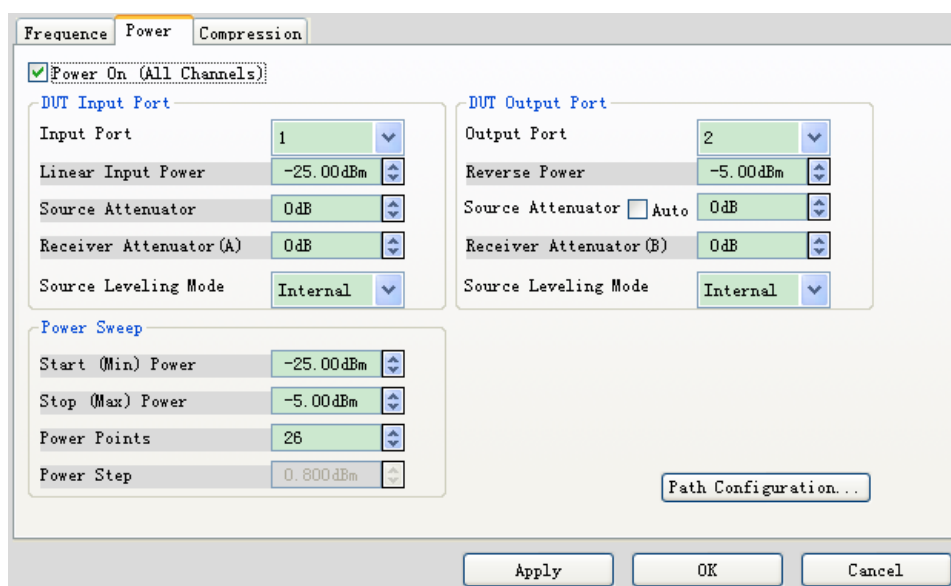 Frequence Power Compression
Power On (All Channels)
DUT Input Port
Input Port 1
Linear Input Power -25.00dBm
Source Attenuator 0dB
Receiver Attenuator(A) 0dB
Source Leveling Mode Internal
DUT Output Port
Output Port 2
Reverse Power -5.00dBm
Source Attenuator Auto 0dB
Receiver Attenuator(B) 0dB
Source Leveling Mode Internal
Power Sweep
Start (Min) Power -25.00dBm
Stop (Max) Power -5.00dBm
Power Points 26
Power Step 0.800dBm
Path Configuration...
Apply OK Cancel